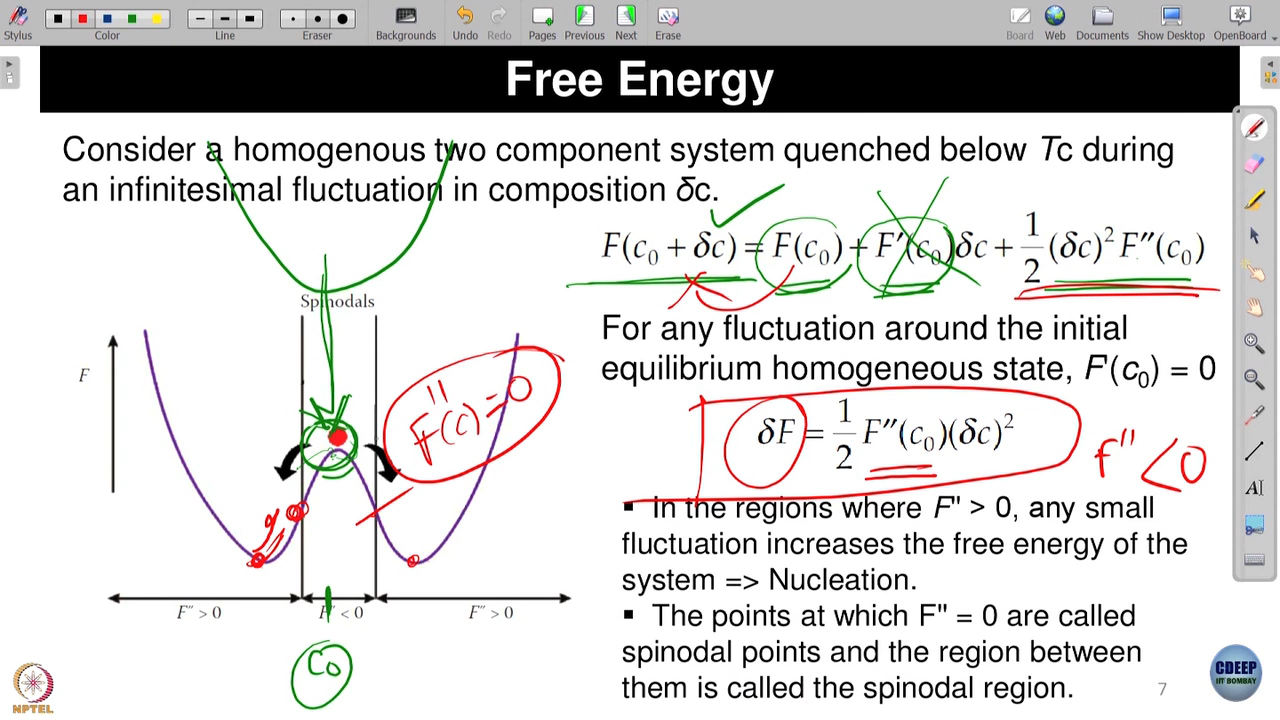 Stylus
Color
Line
Eraser
Backgrounds
Undo
Redo
Pages
Previous
Next
Erase
Board
Web
Documents
Show Desktop
OpenBoard
Free Energy
Consider a homogenous two component system quenched below Tc during
an infinitesimal fluctuation in composition δc.
F(c₀ + δc) = F(c₀) + F′(c₀)δc + 1/2 (δc)² F″(c₀)
Spinodals
For any fluctuation around the initial
equilibrium homogeneous state, F'(c₀) = 0
F
F″(c) = 0
δF = 1/2 F″(c₀)(δc)²
F″ < 0
▪ In the regions where F" > 0, any small
fluctuation increases the free energy of the
system => Nucleation.
▪ The points at which F" = 0 are called
spinodal points and the region between
them is called the spinodal region.
F″ > 0
F″ < 0
F″ > 0
C₀
NPTEL
7
CDEEP
IIT BOMBAY
AI